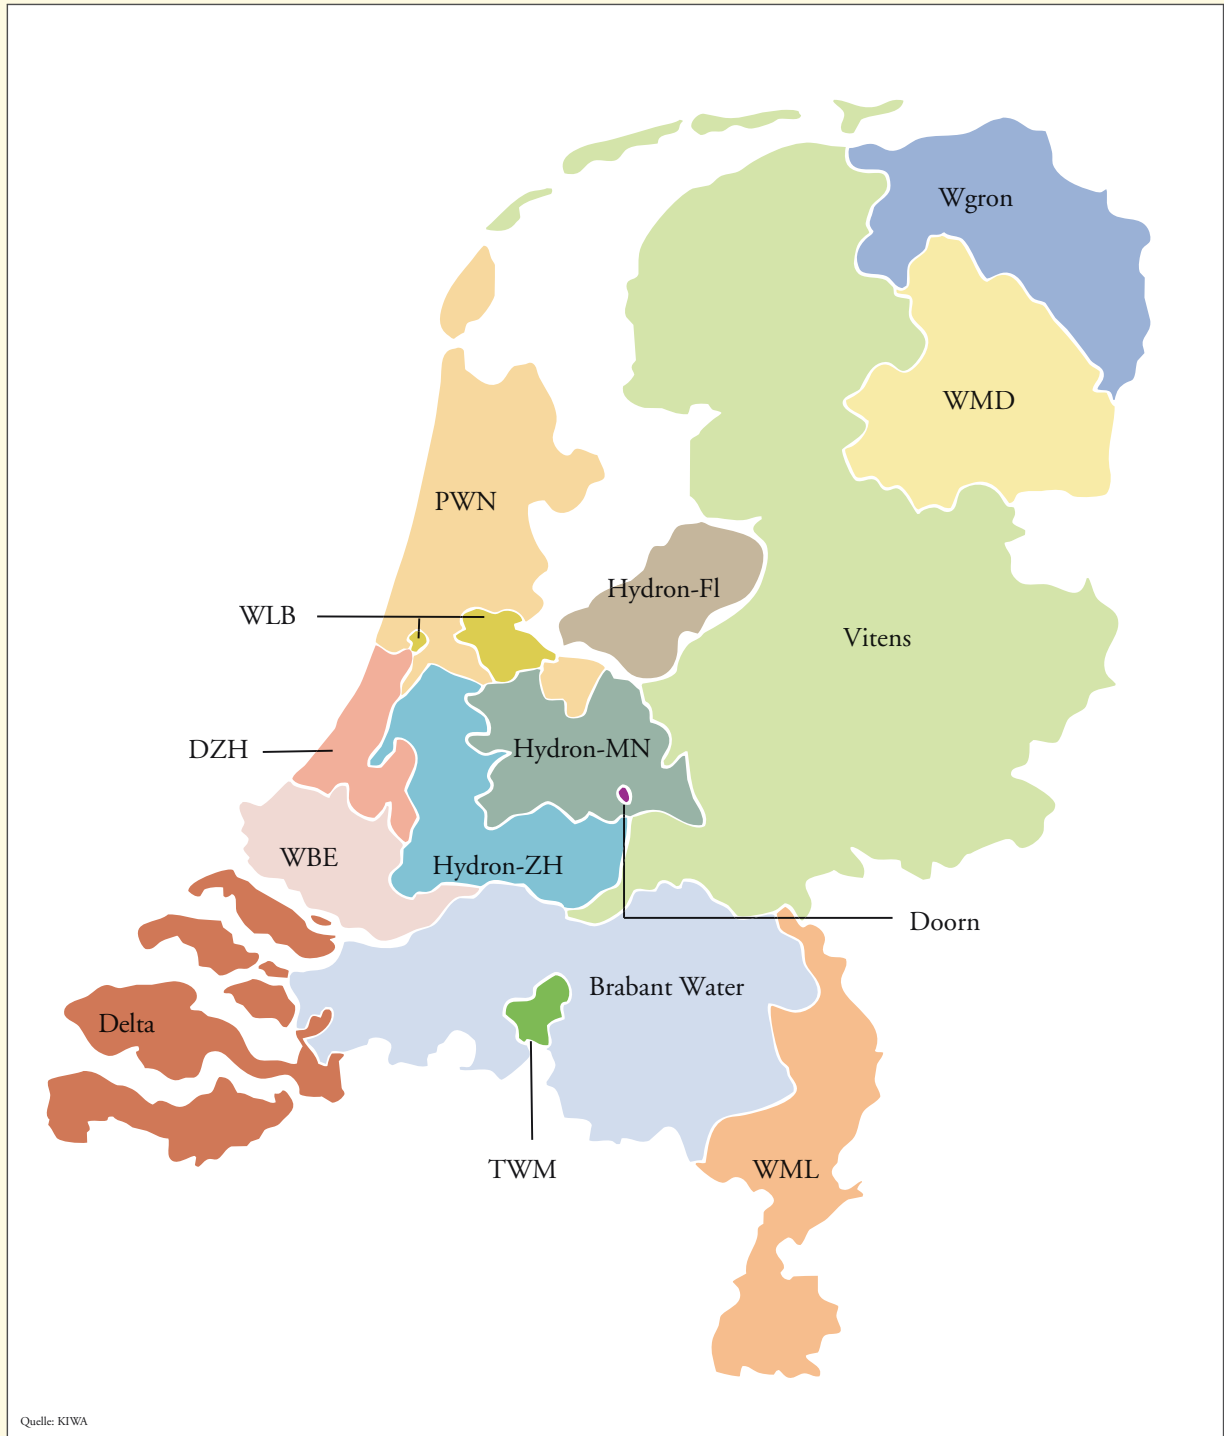 Wgron
WMD
PWN
Hydron-Fl
WLB
Vitens
DZH
Hydron-MN
WBE
Hydron-ZH
Doorn
Brabant Water
Delta
TWM
WML
Quelle: KIWA